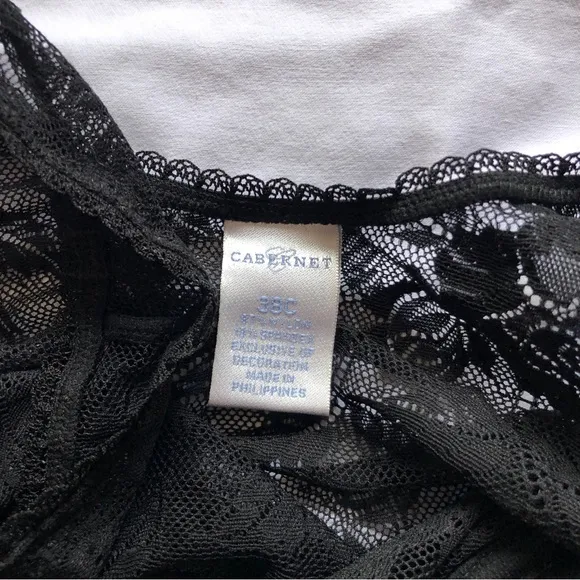 CABERNET
38C
EXCLUSIVE OF
DECORATION
MADE IN
PHILIPPINES